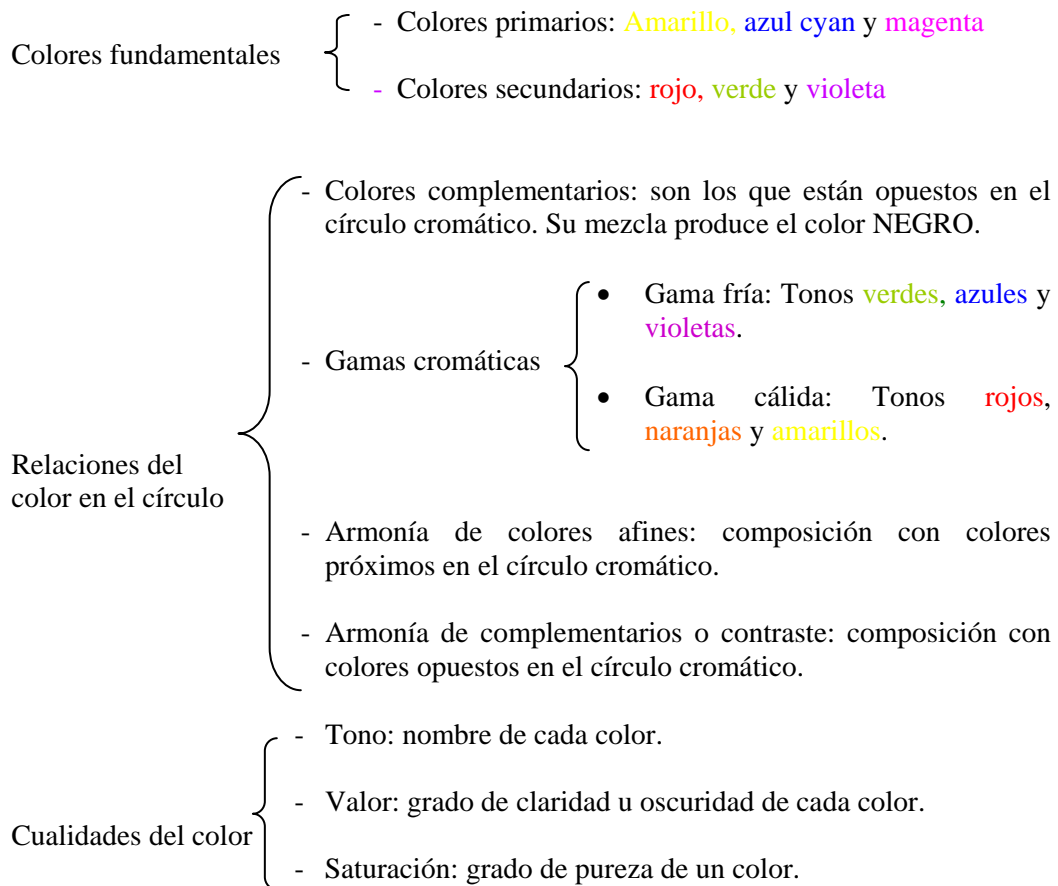 Colores fundamentales
- Colores primarios: Amarillo, azul cyan y magenta
- Colores secundarios: rojo, verde y violeta
Relaciones del
color en el círculo
- Colores complementarios: son los que están opuestos en el
círculo cromático. Su mezcla produce el color NEGRO.
- Gamas cromáticas
• Gama fría: Tonos verdes, azules y
violetas.
• Gama cálida: Tonos rojos,
naranjas y amarillos.
- Armonía de colores afines: composición con colores
próximos en el círculo cromático.
- Armonía de complementarios o contraste: composición con
colores opuestos en el círculo cromático.
Cualidades del color
- Tono: nombre de cada color.
- Valor: grado de claridad u oscuridad de cada color.
- Saturación: grado de pureza de un color.